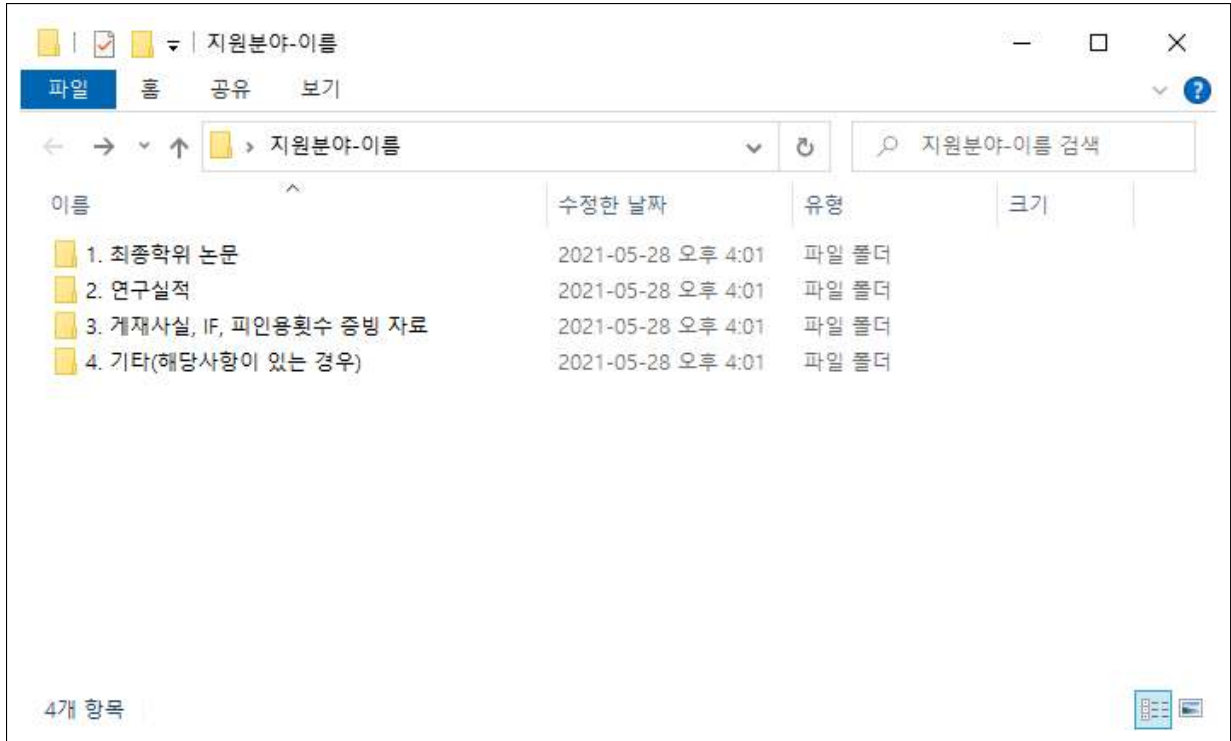 지원분야-이름
파일 홈 공유 보기
지원분야-이름 지원분야-이름 검색
이름 수정한 날짜 유형 크기
1. 최종학위 논문 2021-05-28 오후 4:01 파일 폴더
2. 연구실적 2021-05-28 오후 4:01 파일 폴더
3. 게재사실, IF, 피인용횟수 증빙 자료 2021-05-28 오후 4:01 파일 폴더
4. 기타(해당사항이 있는 경우) 2021-05-28 오후 4:01 파일 폴더
4개 항목